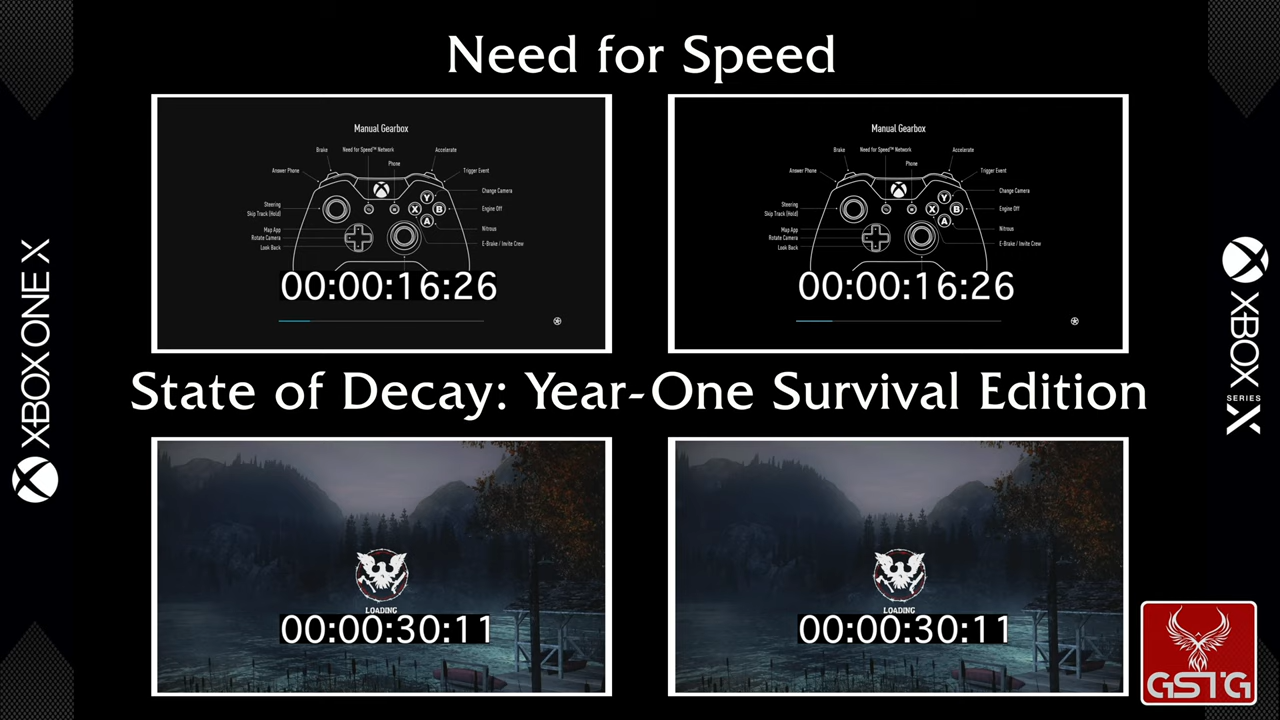 Need for Speed
Manual Gearbox
Brake
Need for Speed™ Network
Accelerate
Phone
Answer Phone
Trigger Event
Change Camera
Steering
Skip Track (Hold)
Engine Off
Map App
Rotate Camera
Look Back
Nitrous
E-Brake / Invite Crew
Y
X
B
A
00:00:16:26
Manual Gearbox
Brake
Need for Speed™ Network
Accelerate
Phone
Answer Phone
Trigger Event
Change Camera
Steering
Skip Track (Hold)
Engine Off
Map App
Rotate Camera
Look Back
Nitrous
E-Brake / Invite Crew
Y
X
B
A
00:00:16:26
XBOX ONE X
XBOX
SERIES X
State of Decay: Year-One Survival Edition
LOADING
00:00:30:11
LOADING
00:00:30:11
GSTG